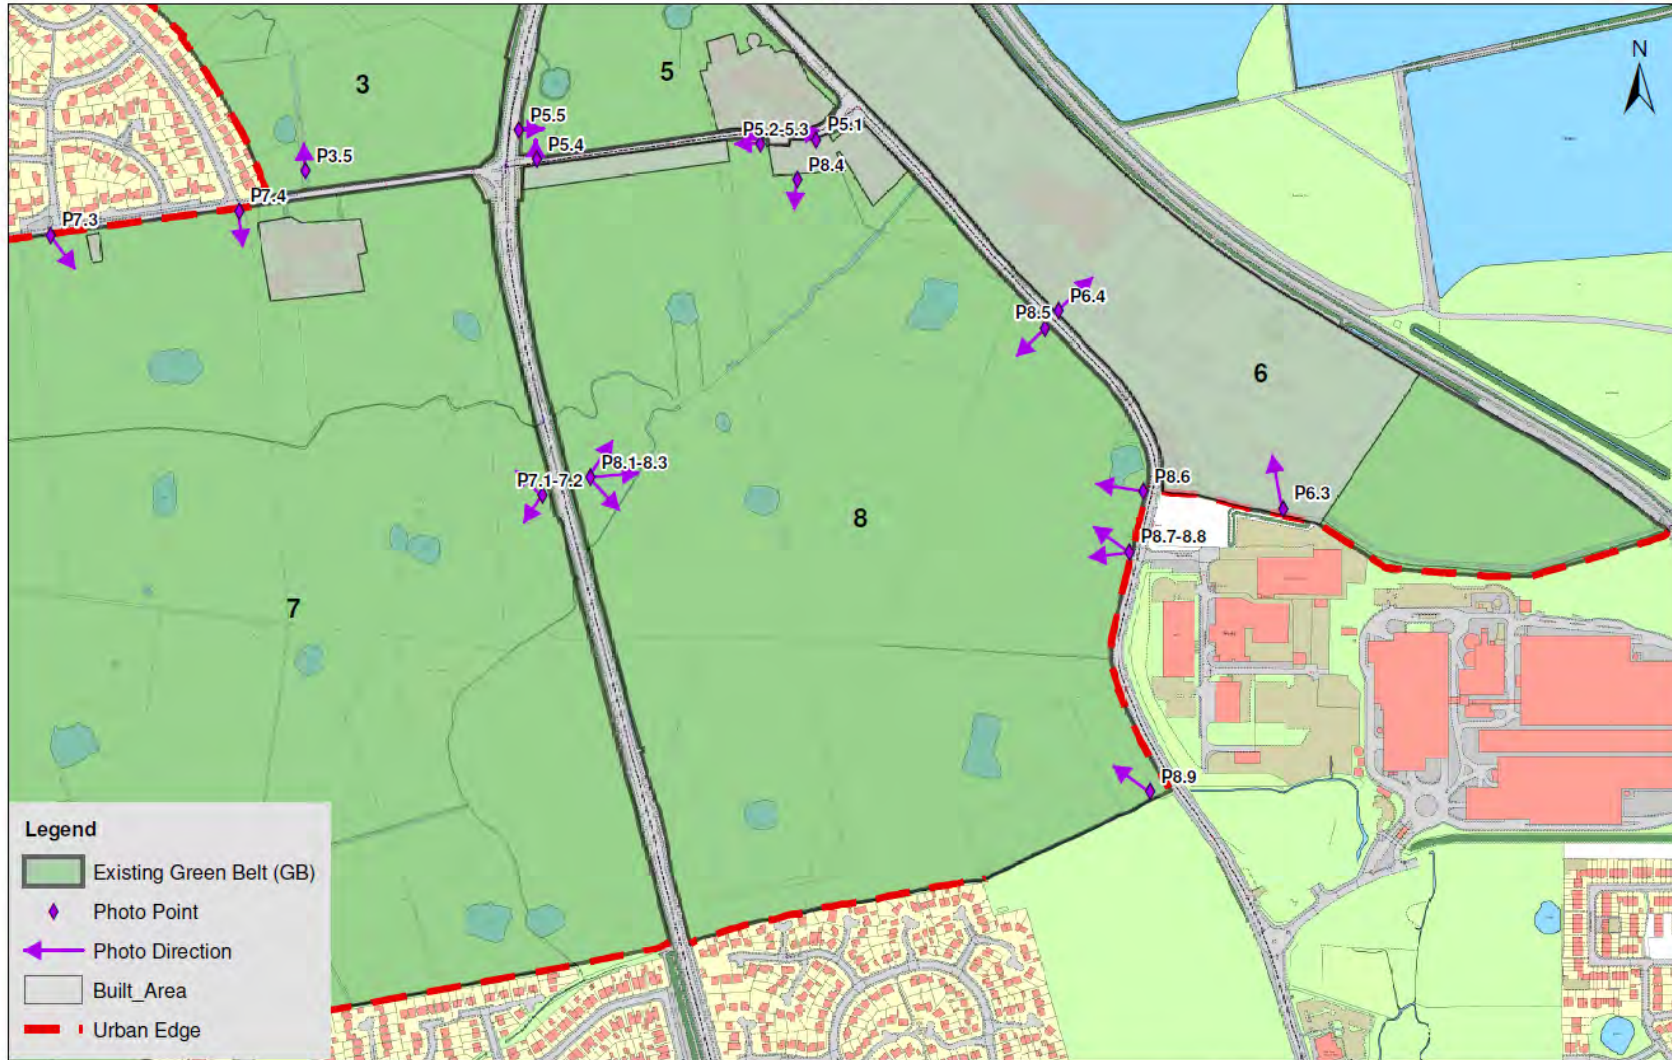 N
3
5
P5.5
P5.2-5.3
P5.1
P5.4
P3.5
P8.4
P7.4
P7.3
P6.4
P8.5
6
P8.1-8.3
P7.1-7.2
P8.6
P6.3
8
P8.7-8.8
7
P8.9
Legend
Existing Green Belt (GB)
Photo Point
Photo Direction
Built_Area
Urban Edge